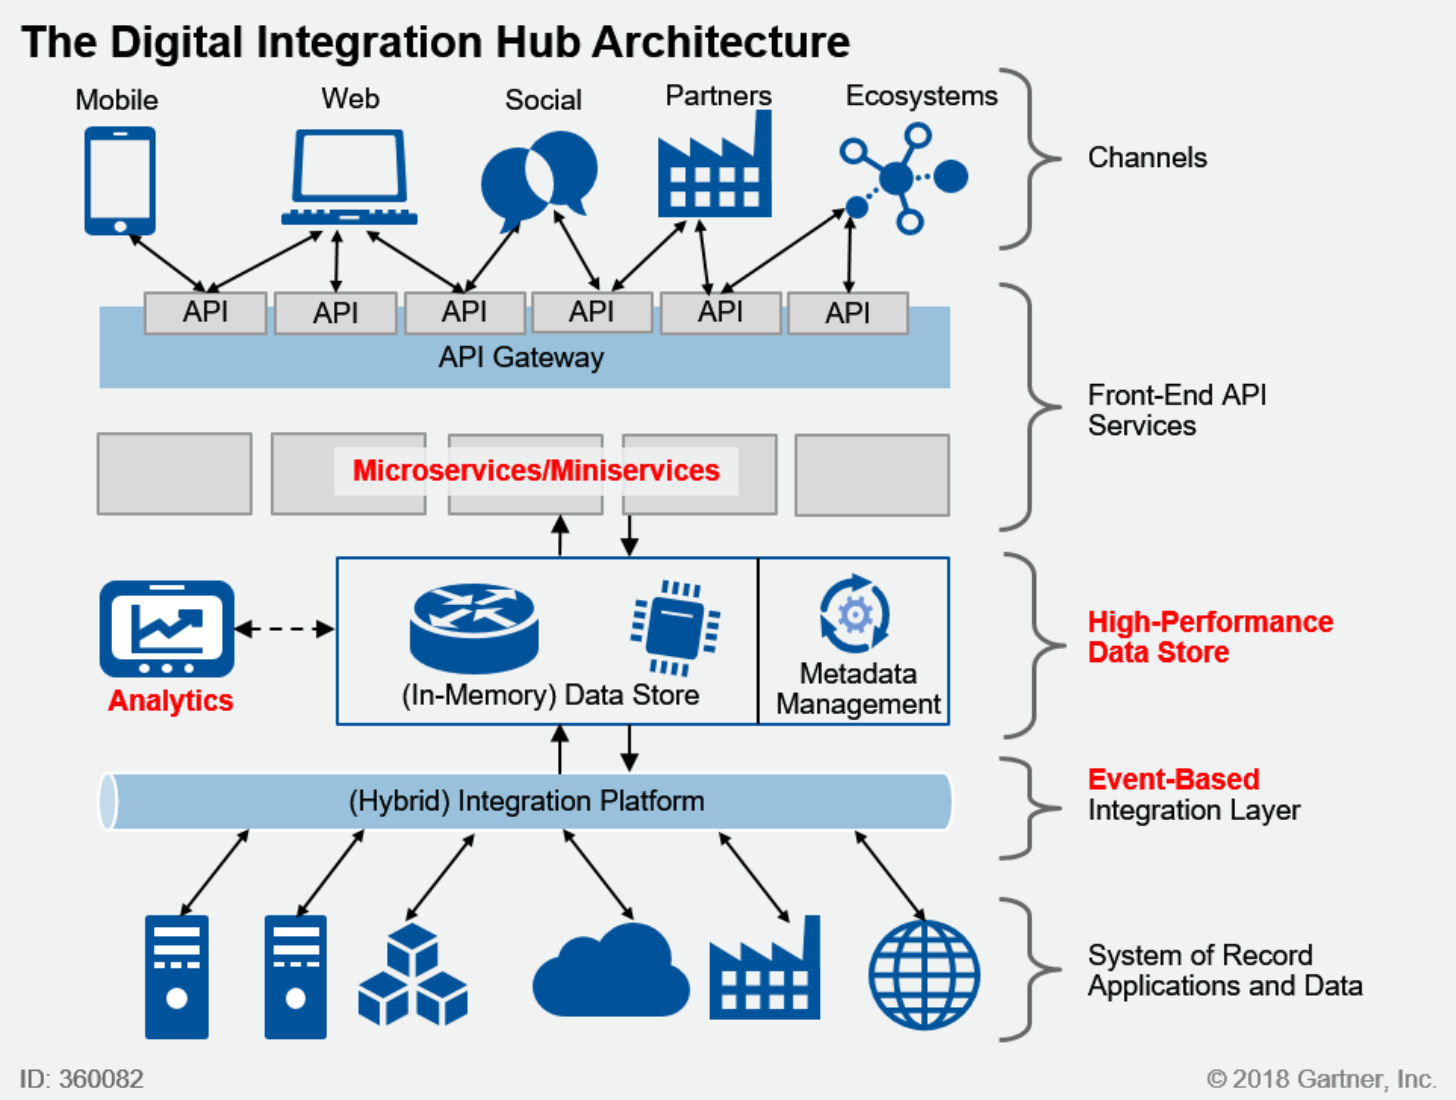 The Digital Integration Hub Architecture
Mobile
Web
Social
Partners
Ecosystems
Channels
API
API
API
API
API
API
API Gateway
Front-End API
Services
Microservices/Miniservices
Analytics
(In-Memory) Data Store
Metadata
Management
High-Performance
Data Store
(Hybrid) Integration Platform
Event-Based
Integration Layer
System of Record
Applications and Data
ID: 360082
© 2018 Gartner, Inc.